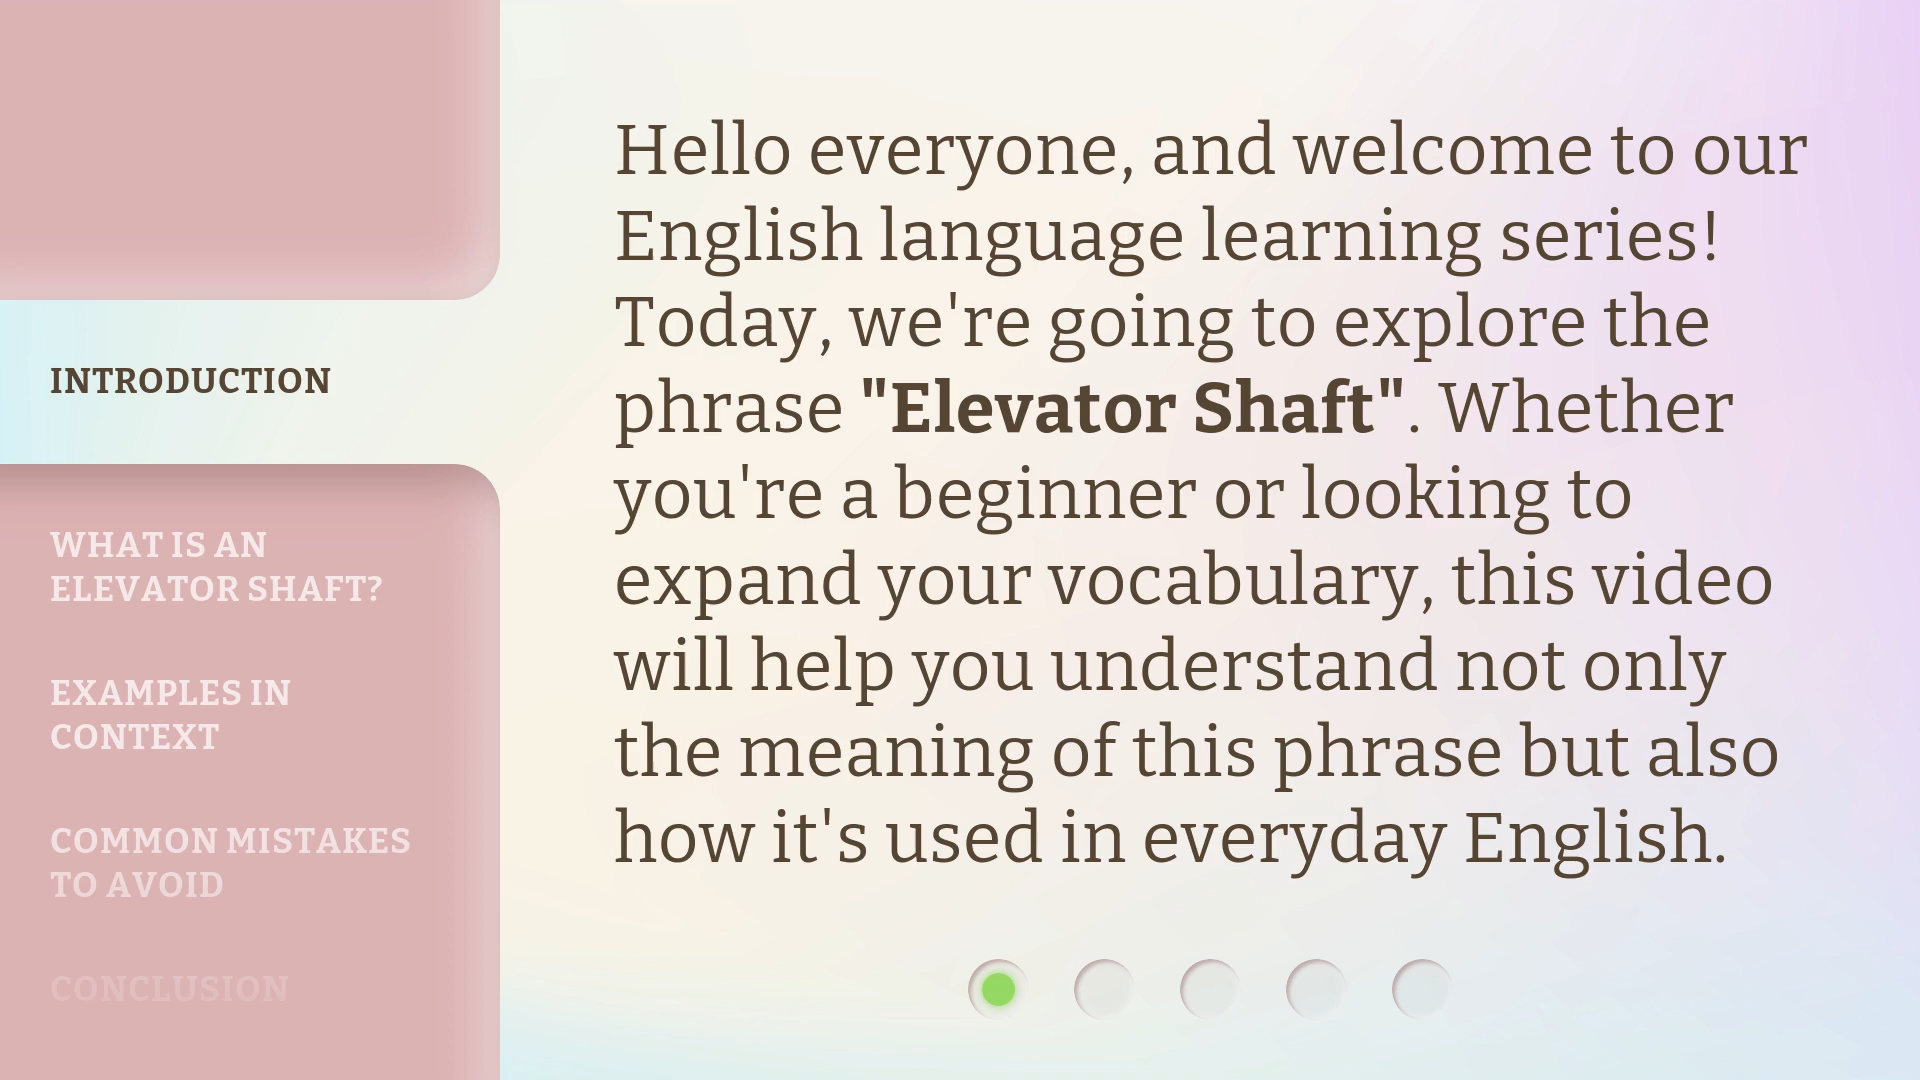 INTRODUCTION
WHAT IS AN
ELEVATOR SHAFT?
EXAMPLES IN
CONTEXT
COMMON MISTAKES
TO AVOID
CONCLUSION
Hello everyone, and welcome to our
English language learning series!
Today, we're going to explore the
phrase "Elevator Shaft". Whether
you're a beginner or looking to
expand your vocabulary, this video
will help you understand not only
the meaning of this phrase but also
how it's used in everyday English.